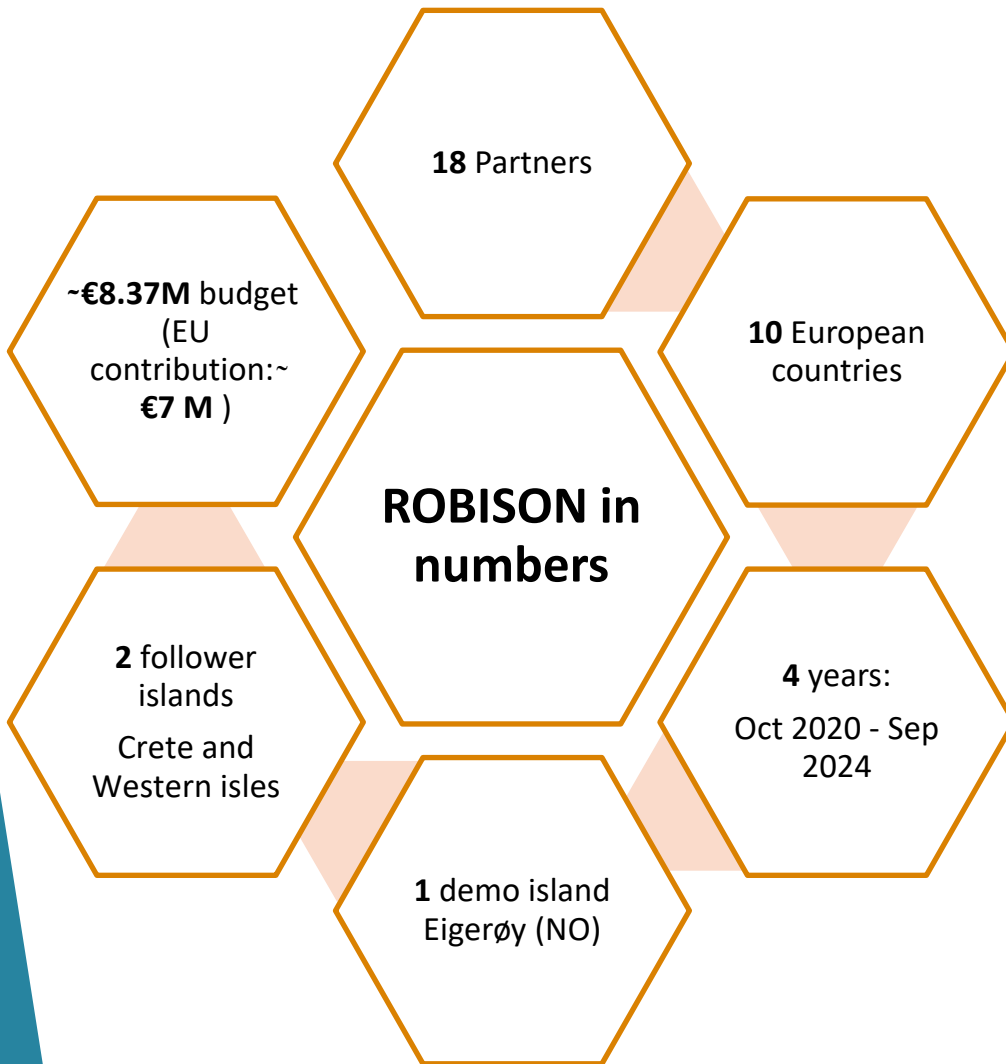 18 Partners
~€8.37M budget
(EU
contribution:~
€7 M )
10 European
countries
ROBISON in
numbers
2 follower
islands
Crete and
Western isles
4 years:
Oct 2020 - Sep
2024
1 demo island
Eigerøy (NO)